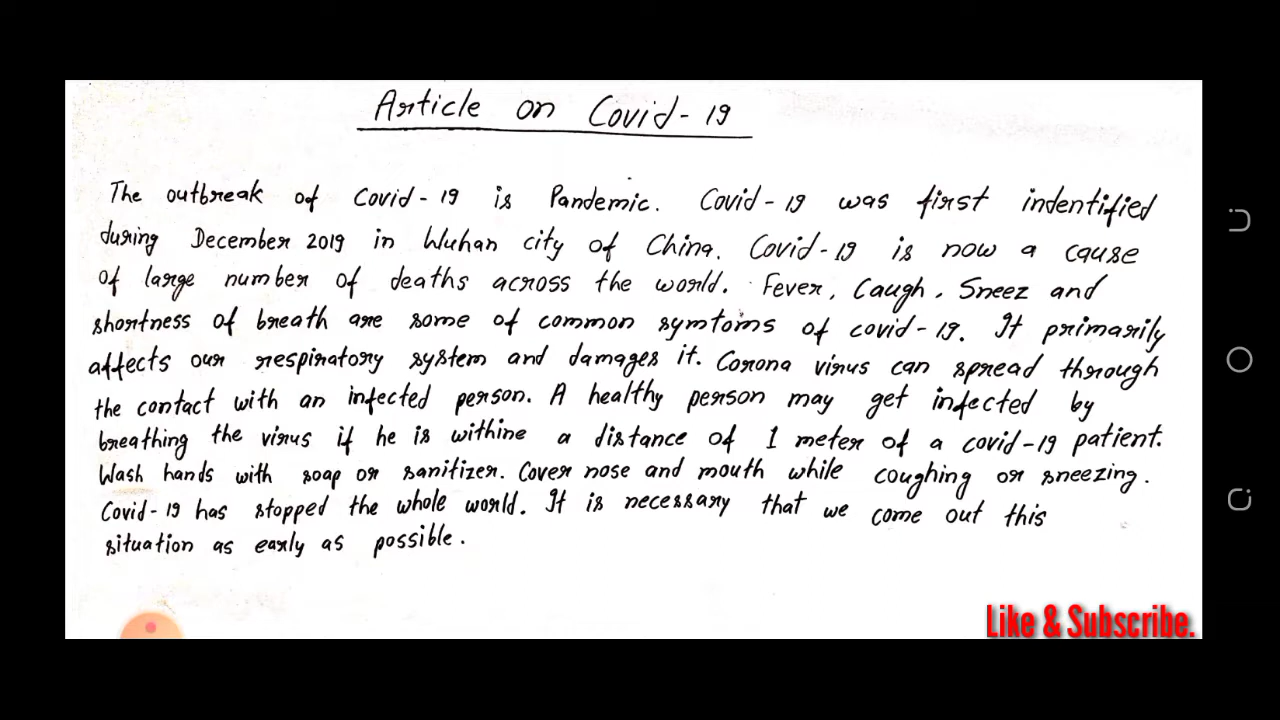 Article on Covid-19
The outbreak of Covid-19 is Pandemic. Covid-19 was first indentified
during December 2019 in Wuhan city of China. Covid-19 is now a cause
of large number of deaths across the world. Fever, Caugh, Sneez and
shortness of breath are some of common symtoms of covid-19. It primarily
affects our respiratory system and damages it. Corona virus can spread through
the contact with an infected person. A healthy person may get infected by
breathing the virus if he is withine a distance of 1 meter of a covid-19 patient.
Wash hands with soap or sanitizer. Cover nose and mouth while coughing or sneezing.
Covid-19 has stopped the whole world. It is necessary that we come out this
situation as early as possible.
Like & Subscribe.